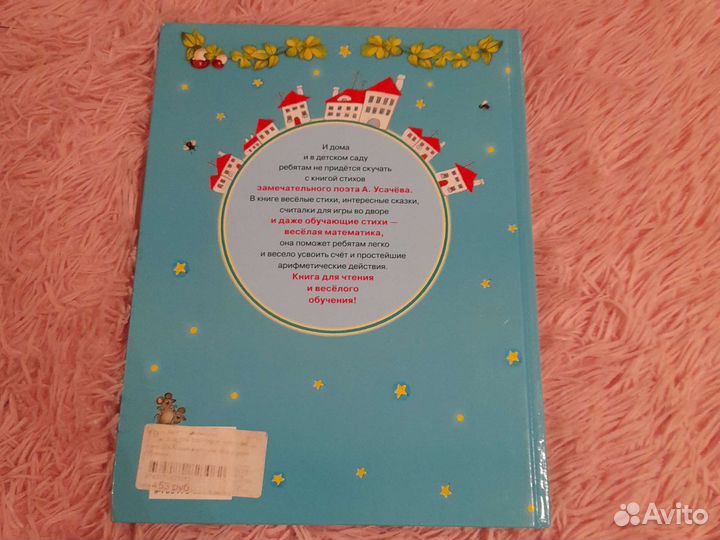 И дома
и в детском саду
ребятам не придётся скучать
с книгой стихов
замечательного поэта А. Усачёва.
В книге весёлые стихи, интересные сказки,
считалки для игры во дворе
и даже обучающие стихи —
весёлая математика,
она поможет ребятам легко
и весело усвоить счёт и простейшие
арифметические действия.
Книга для чтения
и весёлого
обучения!
Avito